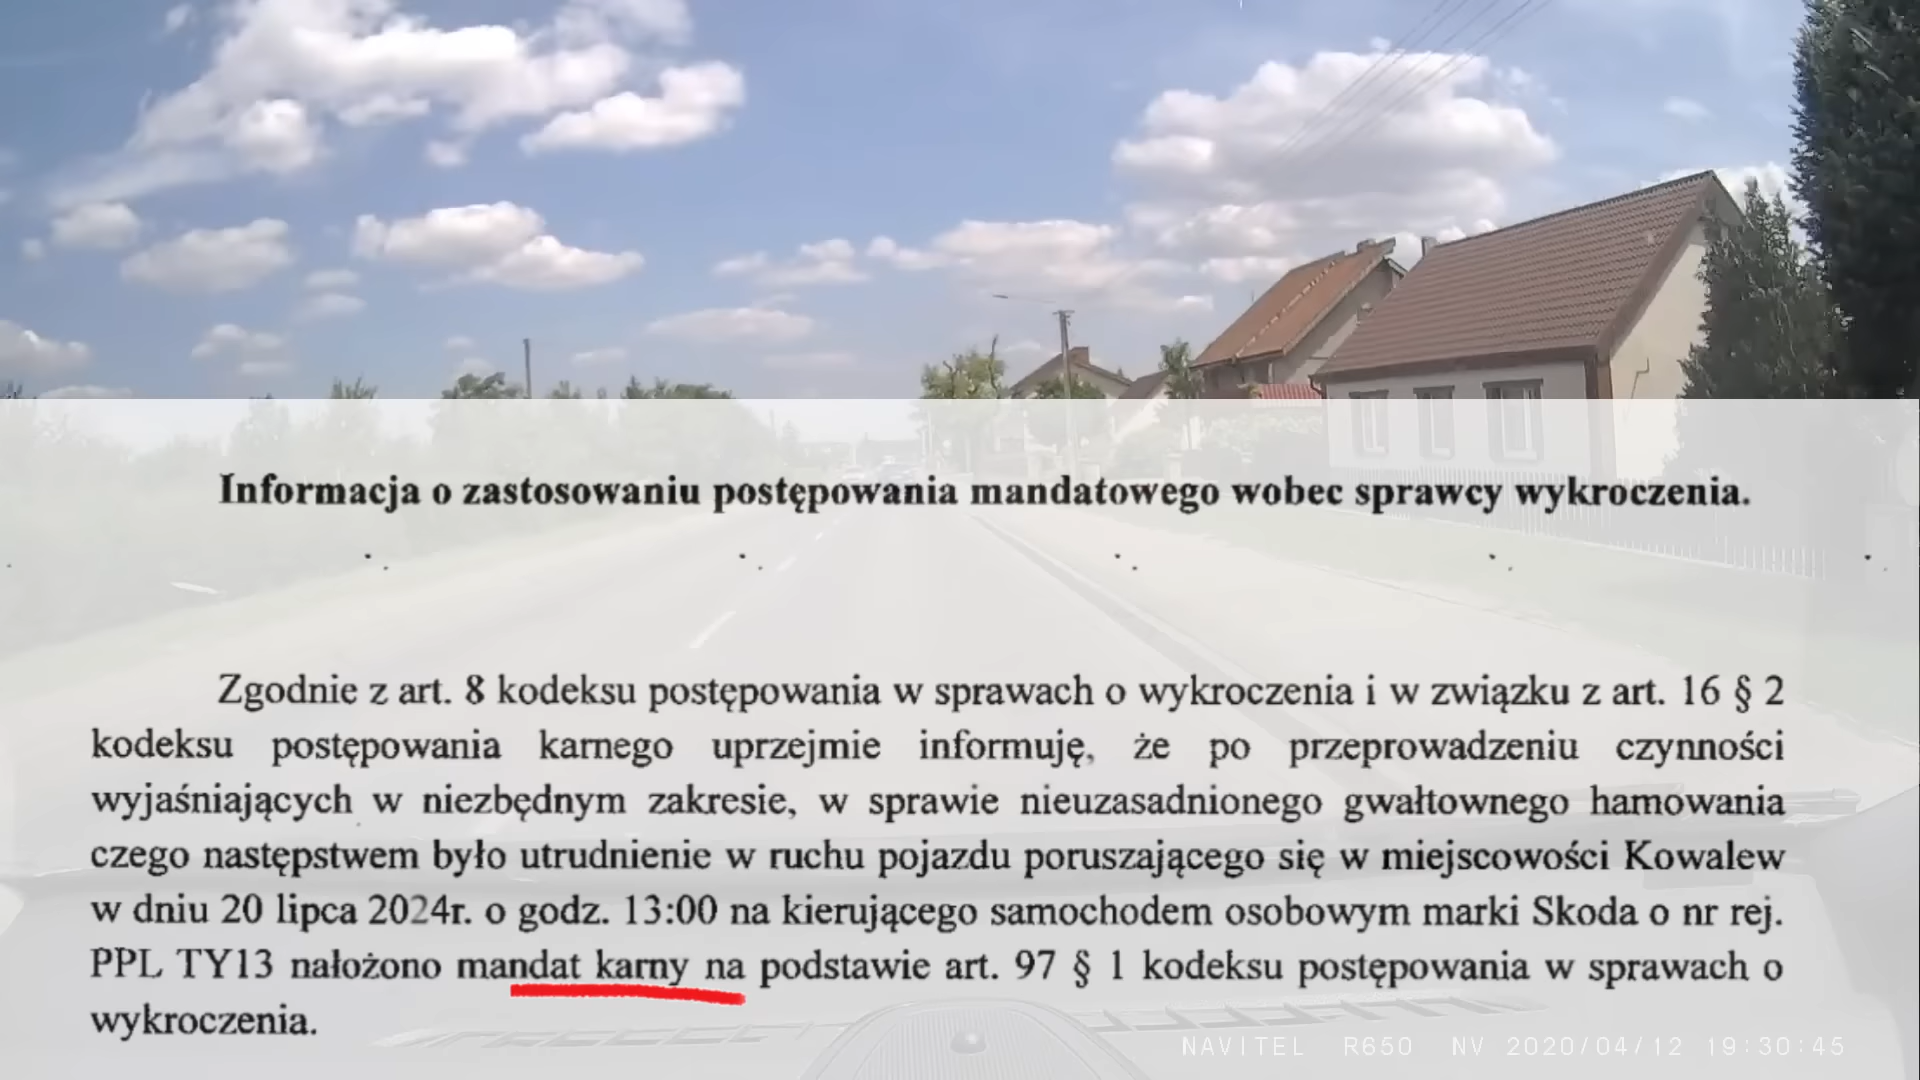 Informacja o zastosowaniu postępowania mandatowego wobec sprawcy wykroczenia.
Zgodnie z art. 8 kodeksu postępowania w sprawach o wykroczenia i w związku z art. 16 § 2
kodeksu postępowania karnego uprzejmie informuję, że po przeprowadzeniu czynności
wyjaśniających w niezbędnym zakresie, w sprawie nieuzasadnionego gwałtownego hamowania
czego następstwem było utrudnienie w ruchu pojazdu poruszającego się w miejscowości Kowalew
w dniu 20 lipca 2024r. o godz. 13:00 na kierującego samochodem osobowym marki Skoda o nr rej.
PPL TY13 nałożono mandat karny na podstawie art. 97 § 1 kodeksu postępowania w sprawach o
wykroczenia.
NAVITEL R650 NV 2020/04/12 19:30:45